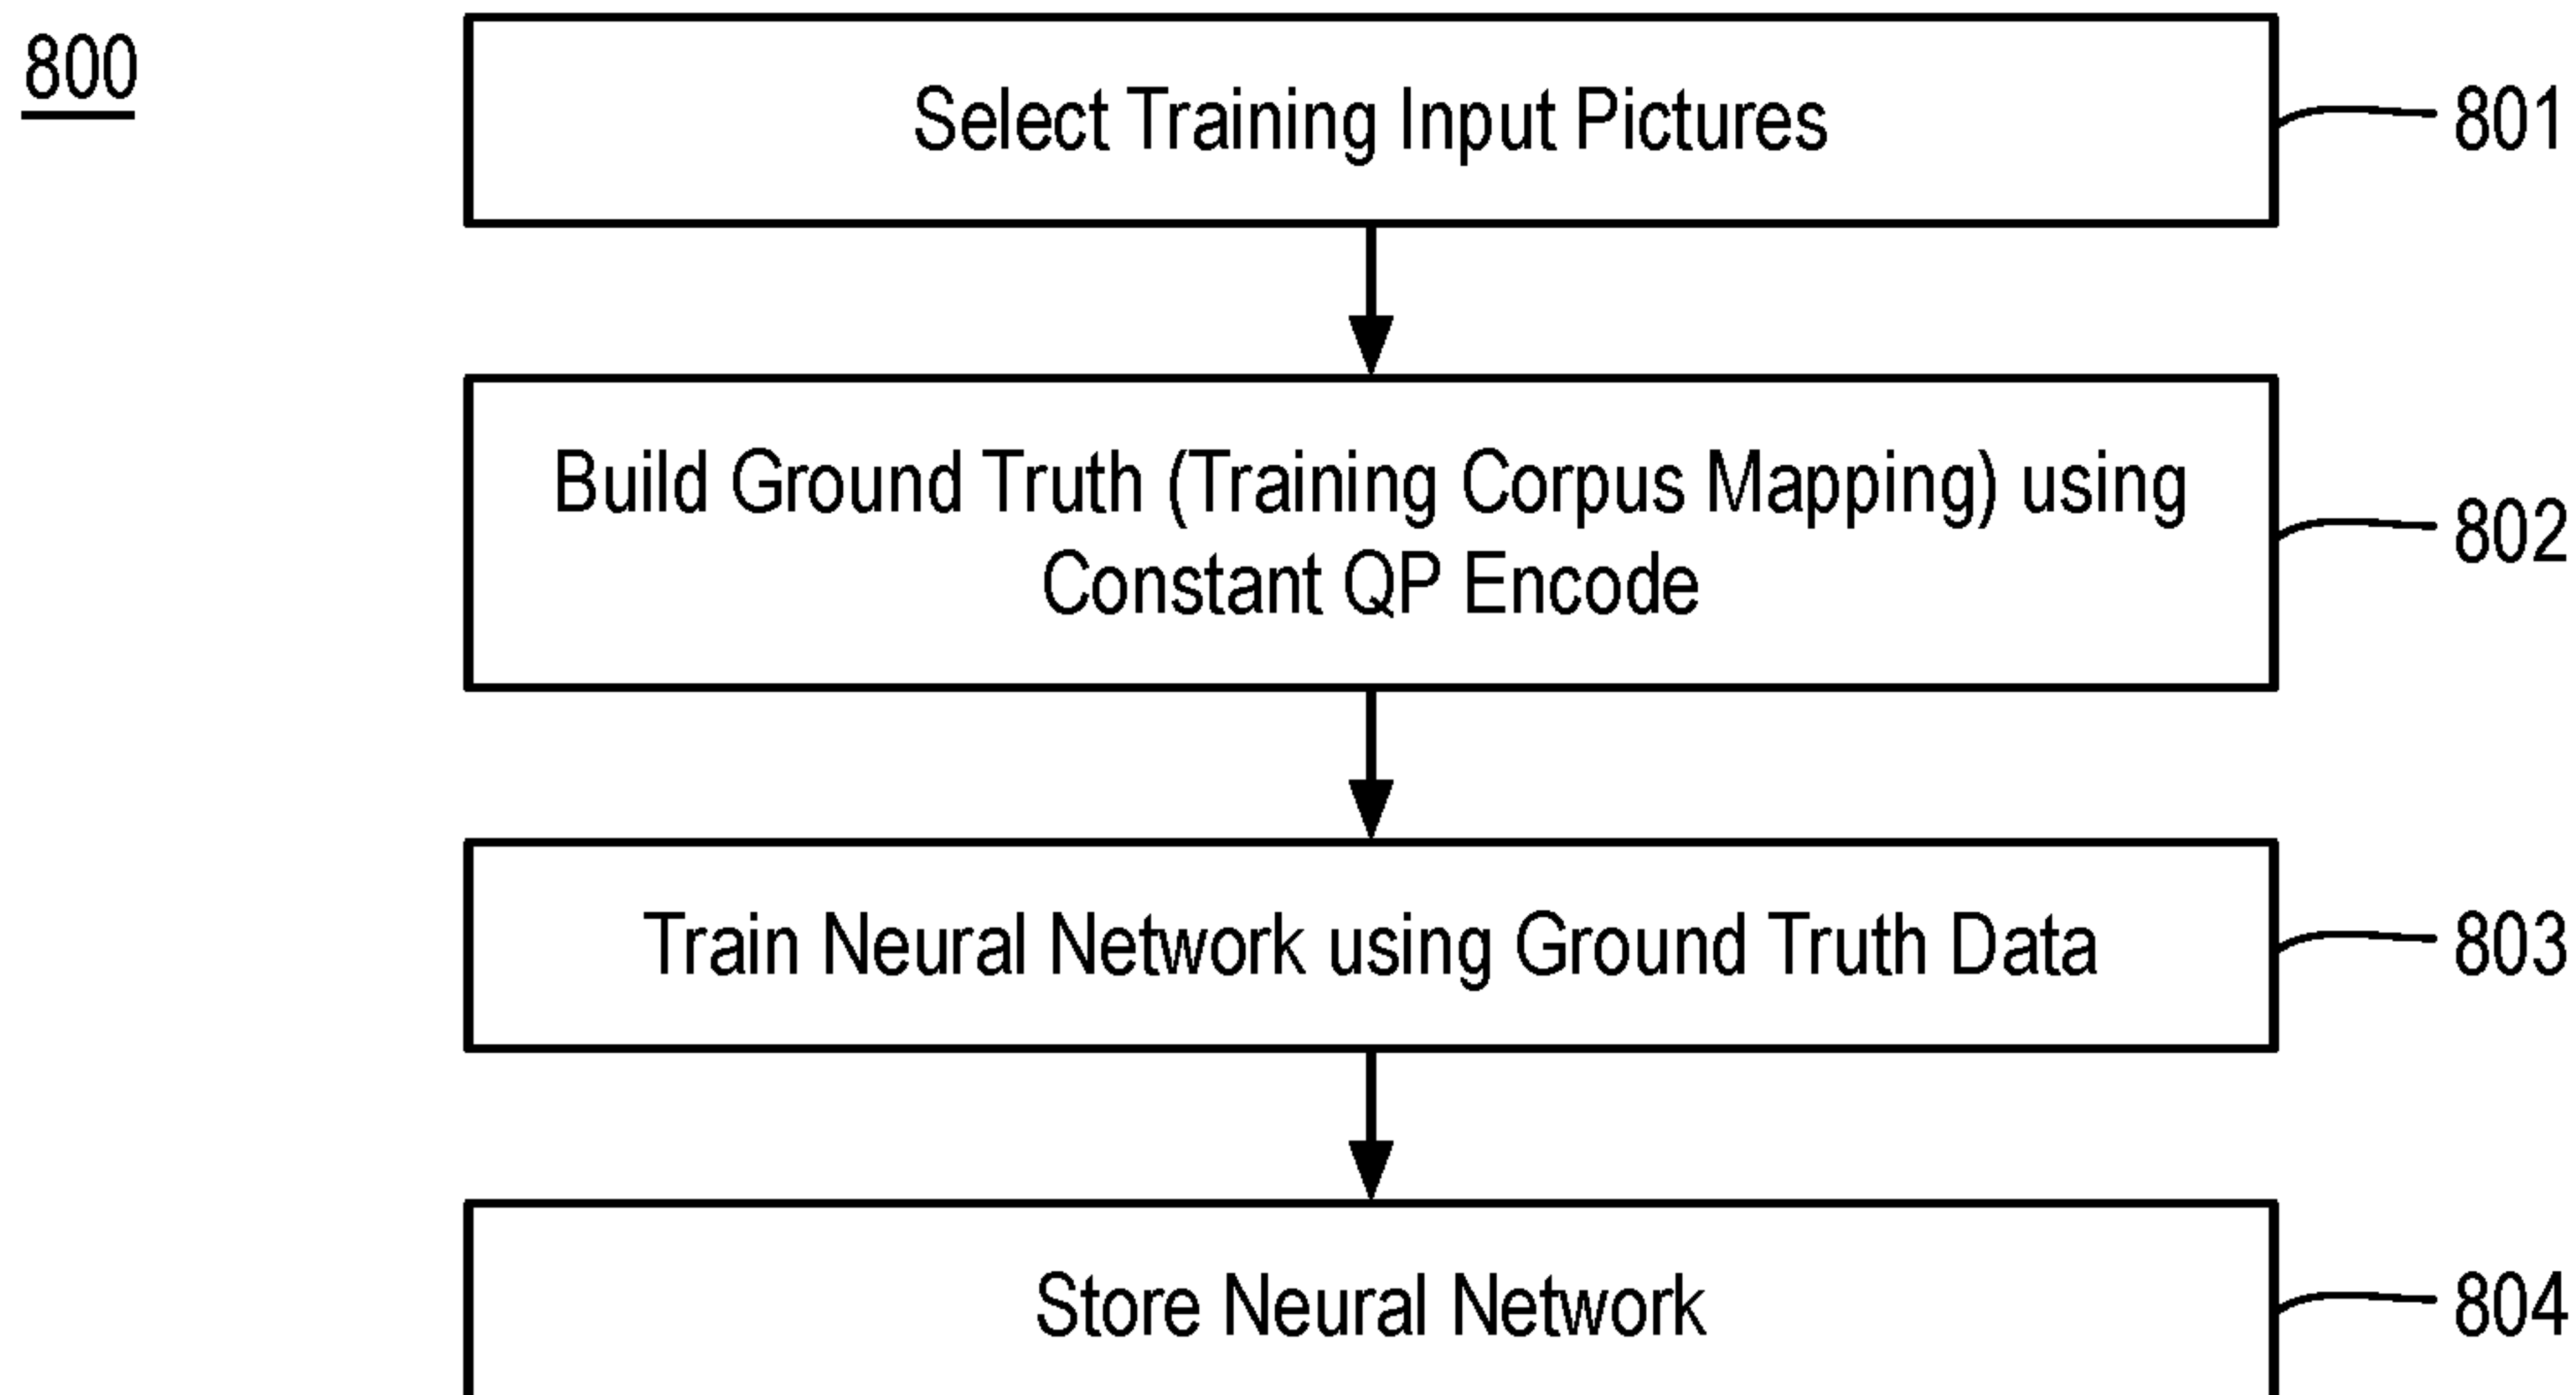 800
Select Training Input Pictures
801
Build Ground Truth (Training Corpus Mapping) using
Constant QP Encode
802
Train Neural Network using Ground Truth Data
803
Store Neural Network
804